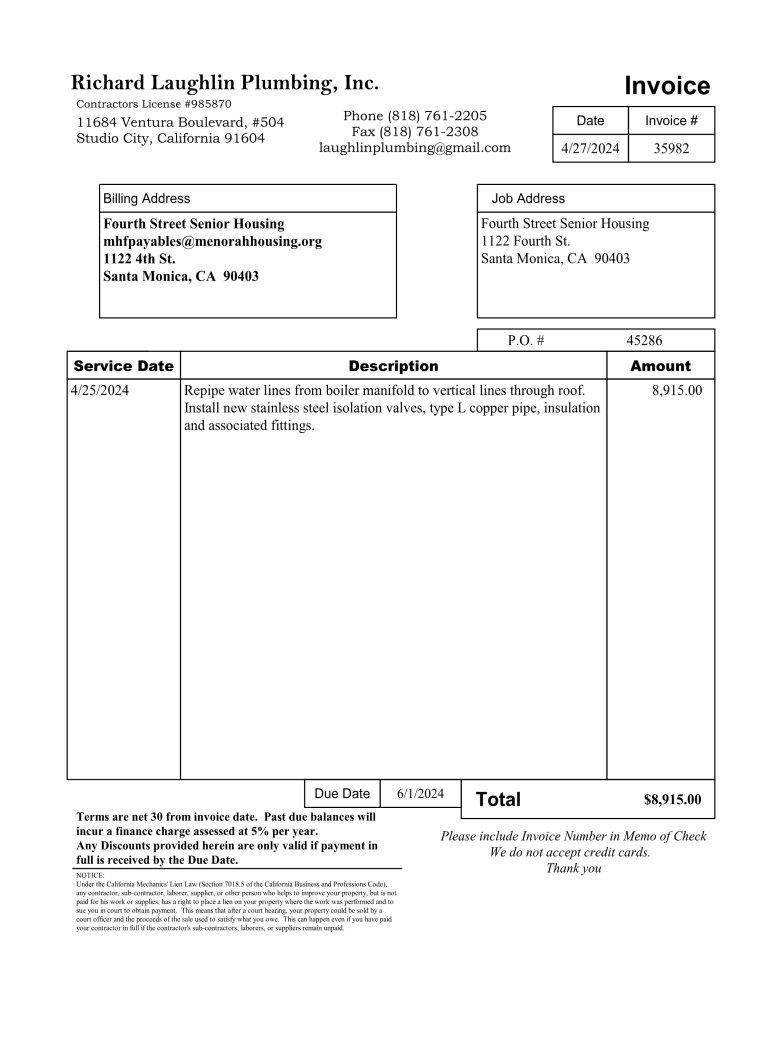 Richard Laughlin Plumbing, Inc.
Contractors License #985870
11684 Ventura Boulevard, #504
Studio City, California 91604
Phone (818) 761-2205
Fax (818) 761-2308
laughlinplumbing@gmail.com
Invoice
Date Invoice #
4/27/2024 35982
Billing Address
Fourth Street Senior Housing
mhfpayables@menorahhousing.org
1122 4th St.
Santa Monica, CA 90403
Job Address
Fourth Street Senior Housing
1122 Fourth St.
Santa Monica, CA 90403
P.O. # 45286
Service Date Description Amount
4/25/2024 Repipe water lines from boiler manifold to vertical lines through roof. 8,915.00
Install new stainless steel isolation valves, type L copper pipe, insulation
and associated fittings.
Due Date 6/1/2024 Total $8,915.00
Terms are net 30 from invoice date. Past due balances will
incur a finance charge assessed at 5% per year.
Any Discounts provided herein are only valid if payment in
full is received by the Due Date.
Please include Invoice Number in Memo of Check
We do not accept credit cards.
Thank you
NOTICE:
Under the California Mechanics' Lien Law (Section 7018.5 of the California Business and Professions Code),
any contractor, sub-contractor, laborer, supplier, or other person who helps to improve your property, but is not
paid for his work or supplies, has a right to place a lien on your property where the work was performed and to
sue you in court to obtain payment. This means that after a court hearing, your property could be sold by a
court officer and the proceeds of the sale used to satisfy what you owe. This can happen even if you have paid
your contractor in full if the contractor's sub-contractors, laborers, or suppliers remain unpaid.